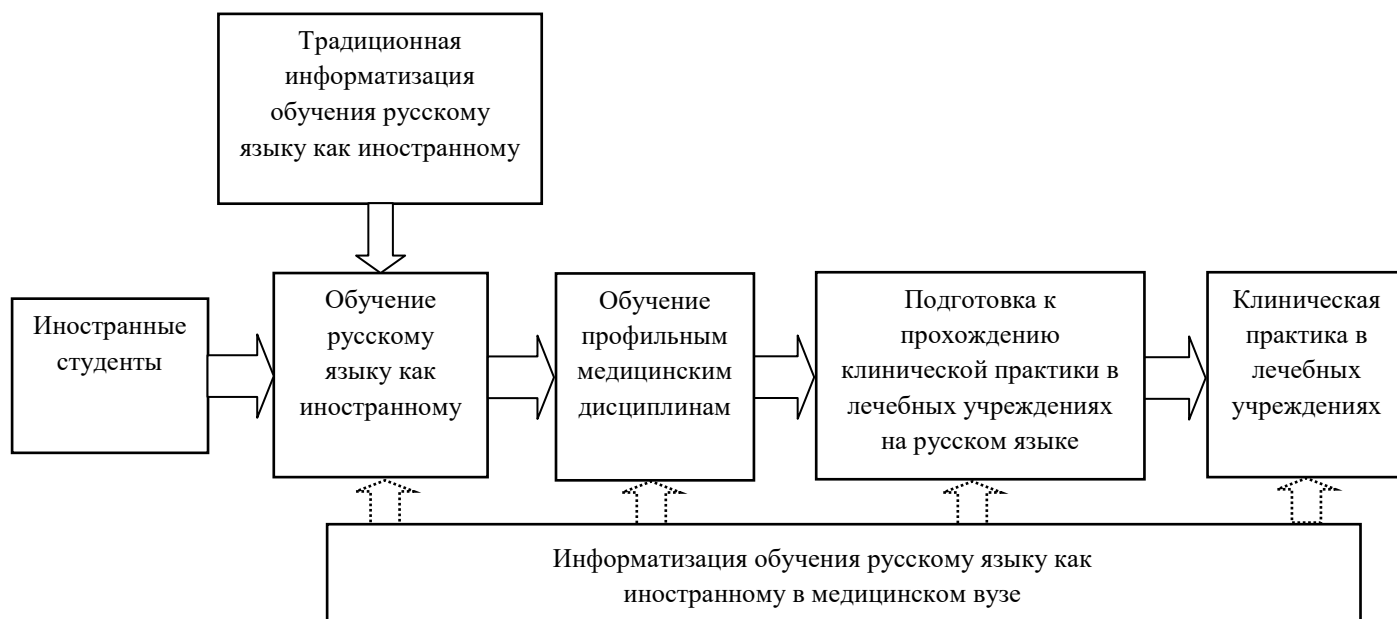 Традиционная
информатизация
обучения русскому
языку как иностранному
Иностранные
студенты
Обучение
русскому
языку как
иностранному
Обучение
профильным
медицинским
дисциплинам
Подготовка к
прохождению
клинической практики в
лечебных учреждениях
на русском языке
Клиническая
практика в
лечебных
учреждениях
Информатизация обучения русскому языку как
иностранному в медицинском вузе